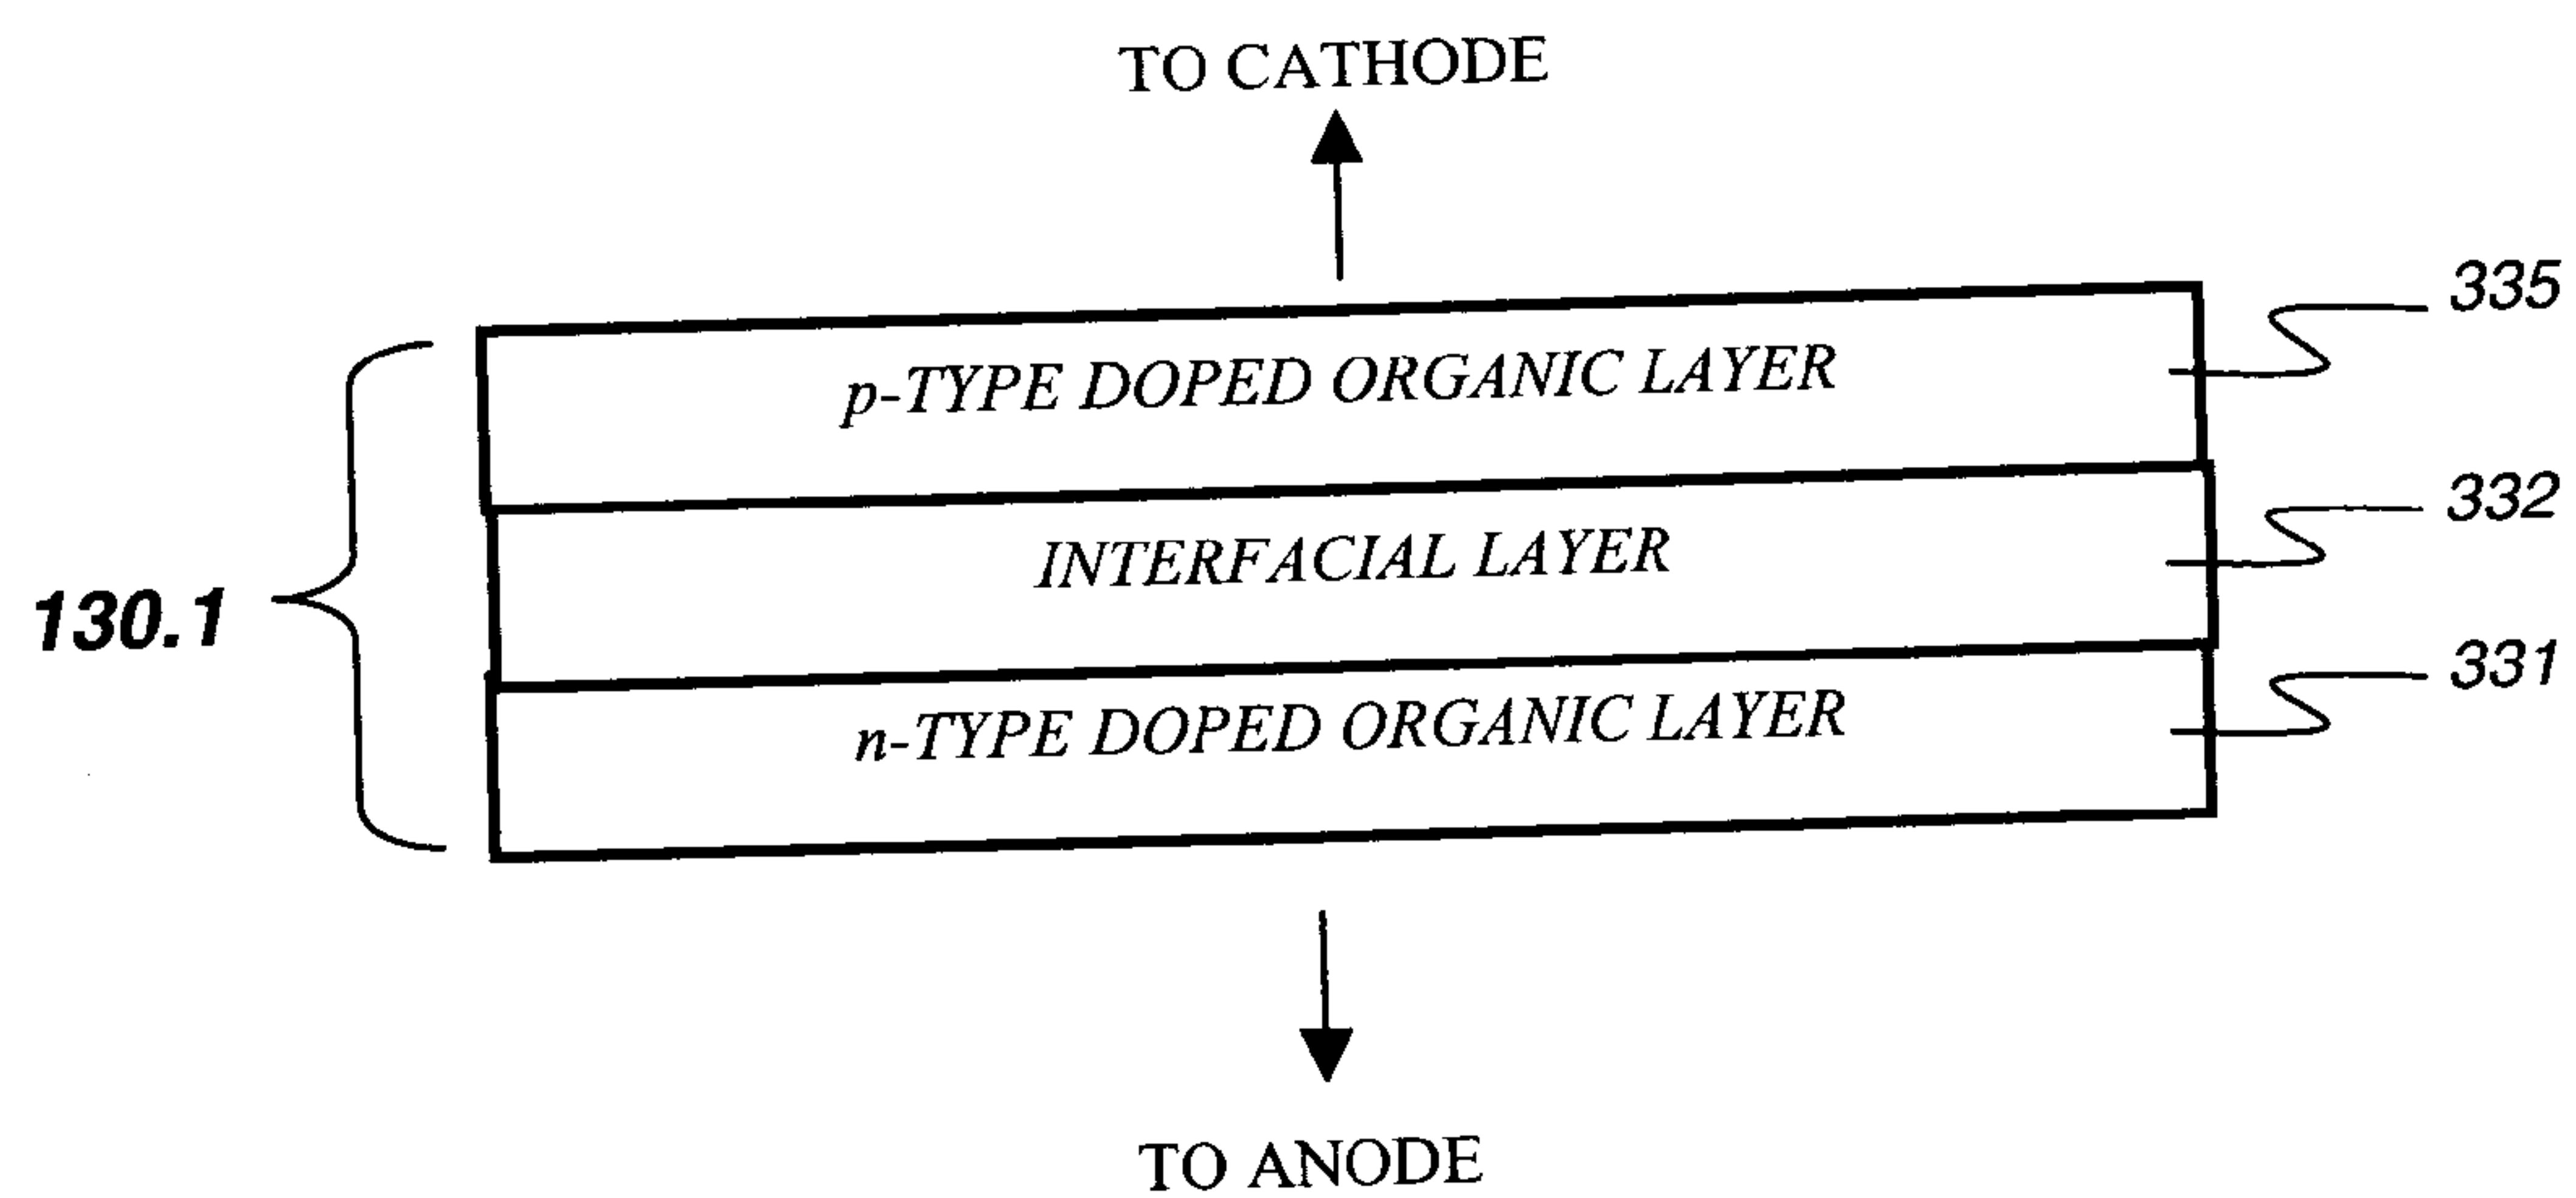 TO CATHODE
335
p-TYPE DOPED ORGANIC LAYER
332
INTERFACIAL LAYER
130.1
331
n-TYPE DOPED ORGANIC LAYER
TO ANODE